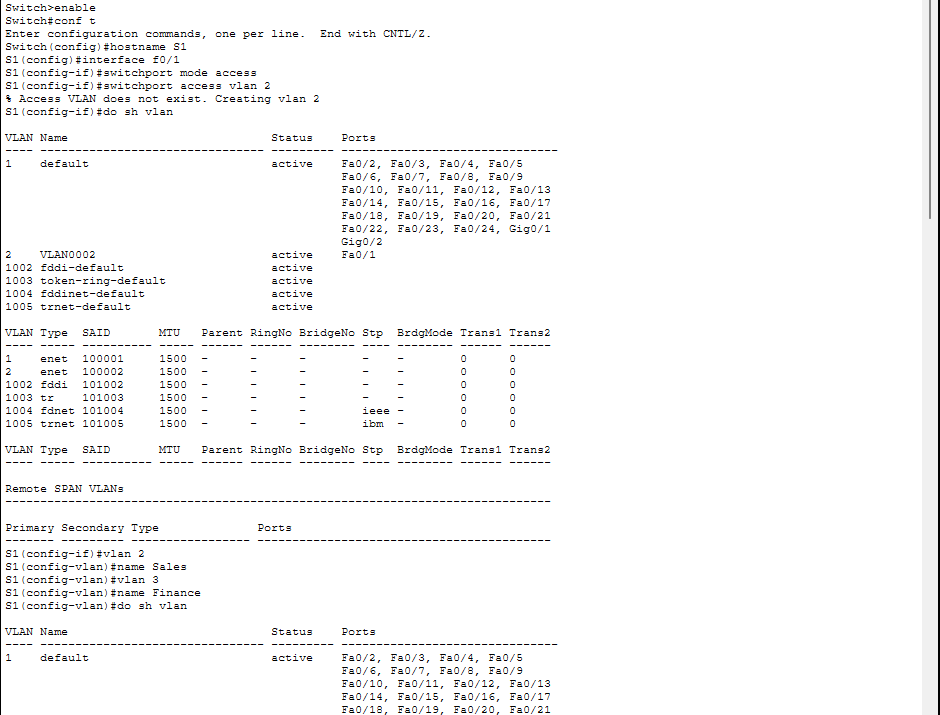 Switch>enable
Switch#conf t
Enter configuration commands, one per line.  End with CNTL/Z.
Switch(config)#hostname S1
S1(config)#interface f0/1
S1(config-if)#switchport mode access
S1(config-if)#switchport access vlan 2
% Access VLAN does not exist. Creating vlan 2
S1(config-if)#do sh vlan

VLAN Name                             Status    Ports
---- -------------------------------- --------- -------------------------------
1    default                          active    Fa0/2, Fa0/3, Fa0/4, Fa0/5
                                                Fa0/6, Fa0/7, Fa0/8, Fa0/9
                                                Fa0/10, Fa0/11, Fa0/12, Fa0/13
                                                Fa0/14, Fa0/15, Fa0/16, Fa0/17
                                                Fa0/18, Fa0/19, Fa0/20, Fa0/21
                                                Fa0/22, Fa0/23, Fa0/24, Gig0/1
                                                Gig0/2
2    VLAN0002                         active    Fa0/1
1002 fddi-default                     active
1003 token-ring-default               active
1004 fddinet-default                  active
1005 trnet-default                    active

VLAN Type  SAID       MTU   Parent RingNo BridgeNo Stp  BrdgMode Trans1 Trans2
---- ----- ---------- ----- ------ ------ -------- ---- -------- ------ ------
1    enet  100001     1500  -      -      -        -    -        0      0
2    enet  100002     1500  -      -      -        -    -        0      0
1002 fddi  101002     1500  -      -      -        -    -        0      0
1003 tr    101003     1500  -      -      -        -    -        0      0
1004 fdnet 101004     1500  -      -      -        ieee -        0      0
1005 trnet 101005     1500  -      -      -        ibm  -        0      0

VLAN Type  SAID       MTU   Parent RingNo BridgeNo Stp  BrdgMode Trans1 Trans2
---- ----- ---------- ----- ------ ------ -------- ---- -------- ------ ------

Remote SPAN VLANs
------------------------------------------------------------------------------

Primary Secondary Type              Ports
------- --------- ----------------- ------------------------------------------
S1(config-if)#vlan 2
S1(config-vlan)#name Sales
S1(config-vlan)#vlan 3
S1(config-vlan)#name Finance
S1(config-vlan)#do sh vlan

VLAN Name                             Status    Ports
---- -------------------------------- --------- -------------------------------
1    default                          active    Fa0/2, Fa0/3, Fa0/4, Fa0/5
                                                Fa0/6, Fa0/7, Fa0/8, Fa0/9
                                                Fa0/10, Fa0/11, Fa0/12, Fa0/13
                                                Fa0/14, Fa0/15, Fa0/16, Fa0/17
                                                Fa0/18, Fa0/19, Fa0/20, Fa0/21